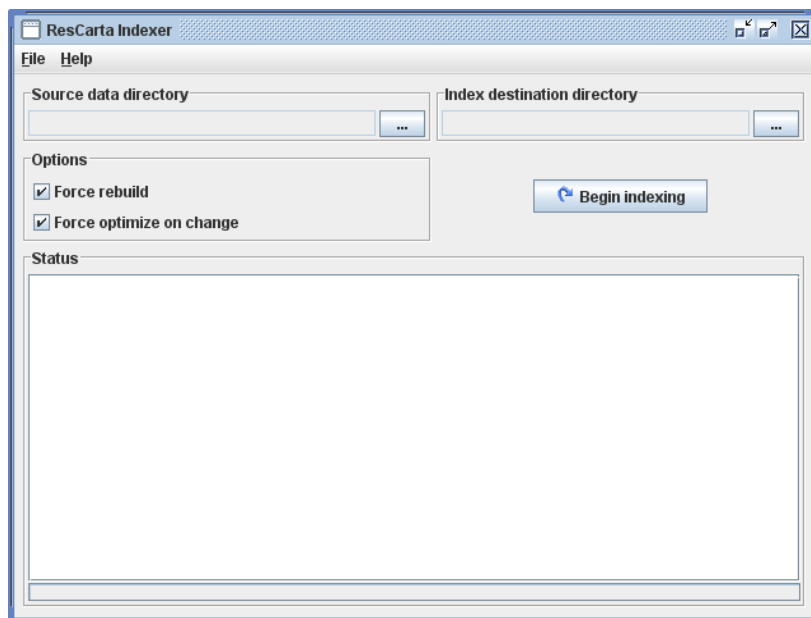 ResCarta Indexer
File Help
Source data directory
Index destination directory
...
...
Options
Force rebuild
Force optimize on change
Begin indexing
Status